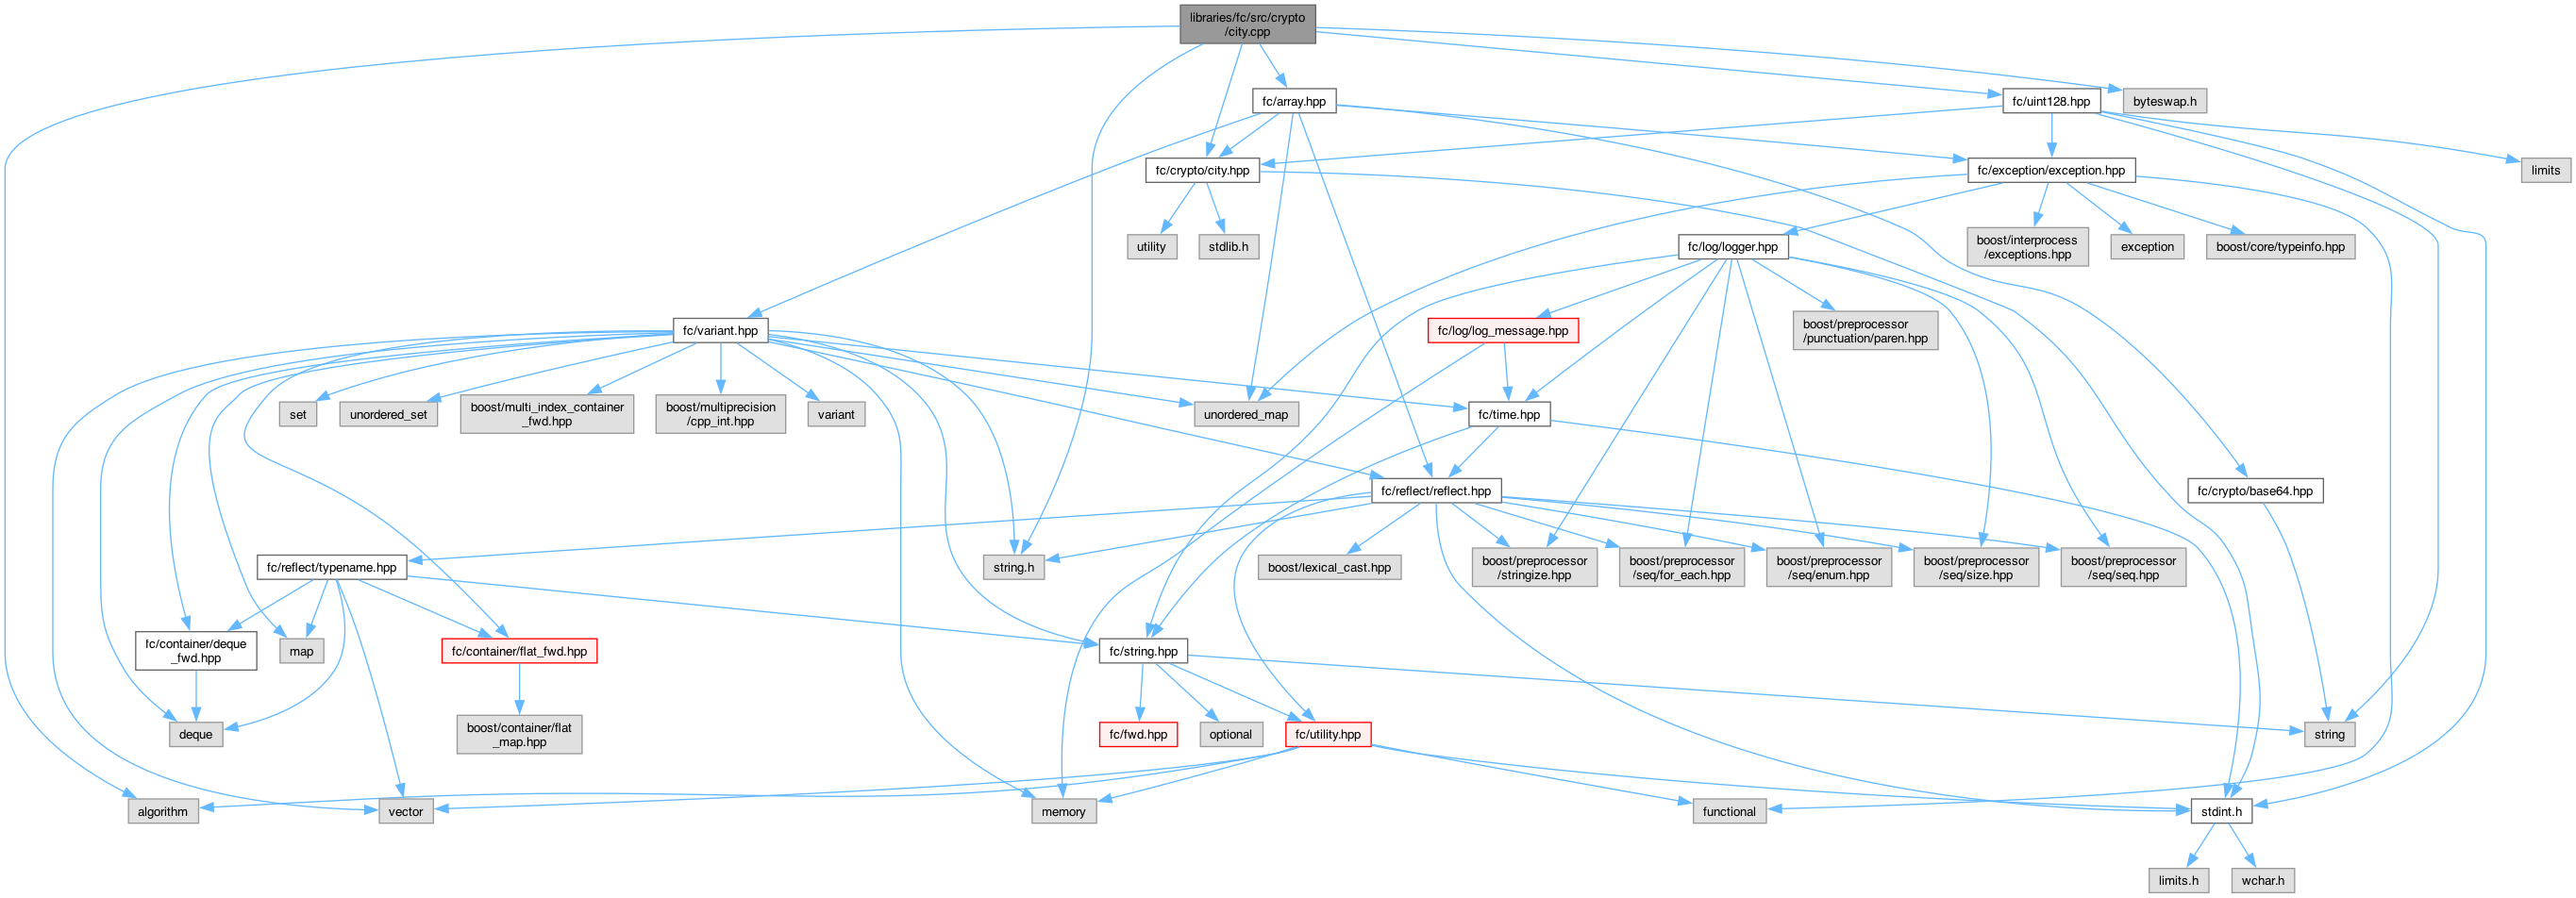 libraries/fc/src/crypto
/city.cpp
fc/array.hpp
fc/uint128.hpp
byteswap.h
fc/crypto/city.hpp
fc/exception/exception.hpp
limits
utility
stdlib.h
fc/log/logger.hpp
boost/interprocess
/exceptions.hpp
exception
boost/core/typeinfo.hpp
fc/variant.hpp
fc/log/log_message.hpp
boost/preprocessor
/punctuation/paren.hpp
set
unordered_set
boost/multi_index_container
_fwd.hpp
boost/multiprecision
/cpp_int.hpp
variant
unordered_map
fc/time.hpp
fc/reflect/reflect.hpp
fc/crypto/base64.hpp
fc/reflect/typename.hpp
string.h
boost/lexical_cast.hpp
boost/preprocessor
/stringize.hpp
boost/preprocessor
/seq/for_each.hpp
boost/preprocessor
/seq/enum.hpp
boost/preprocessor
/seq/size.hpp
boost/preprocessor
/seq/seq.hpp
fc/container/deque
_fwd.hpp
map
fc/container/flat_fwd.hpp
fc/string.hpp
deque
boost/container/flat
_map.hpp
fc/fwd.hpp
optional
fc/utility.hpp
string
algorithm
vector
memory
functional
stdint.h
limits.h
wchar.h